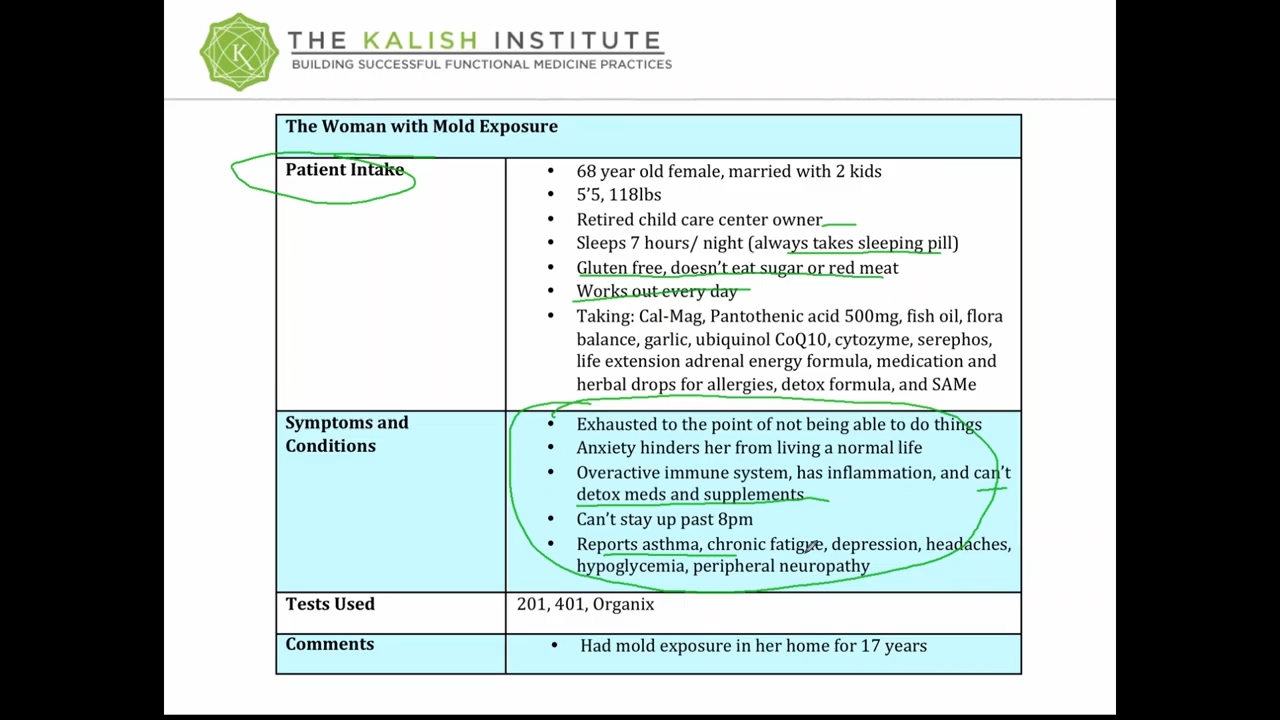 K
THE KALISH INSTITUTE
BUILDING SUCCESSFUL FUNCTIONAL MEDICINE PRACTICES
The Woman with Mold Exposure
Patient Intake
• 68 year old female, married with 2 kids
• 5’5, 118lbs
• Retired child care center owner
• Sleeps 7 hours/ night (always takes sleeping pill)
• Gluten free, doesn’t eat sugar or red meat
• Works out every day
• Taking: Cal-Mag, Pantothenic acid 500mg, fish oil, flora
balance, garlic, ubiquinol CoQ10, cytozyme, serephos,
life extension adrenal energy formula, medication and
herbal drops for allergies, detox formula, and SAMe
Symptoms and
Conditions
• Exhausted to the point of not being able to do things
• Anxiety hinders her from living a normal life
• Overactive immune system, has inflammation, and can’t
detox meds and supplements
• Can’t stay up past 8pm
• Reports asthma, chronic fatigue, depression, headaches,
hypoglycemia, peripheral neuropathy
Tests Used
201, 401, Organix
Comments
• Had mold exposure in her home for 17 years